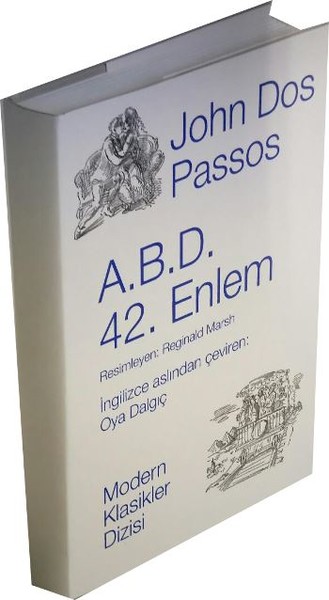 John Dos
Passos
A.B.D.
42. Enlem
Resimleyen: Reginald Marsh
İngilizce aslından çeviren:
Oya Dalgıç
Modern
Klasikler
Dizisi